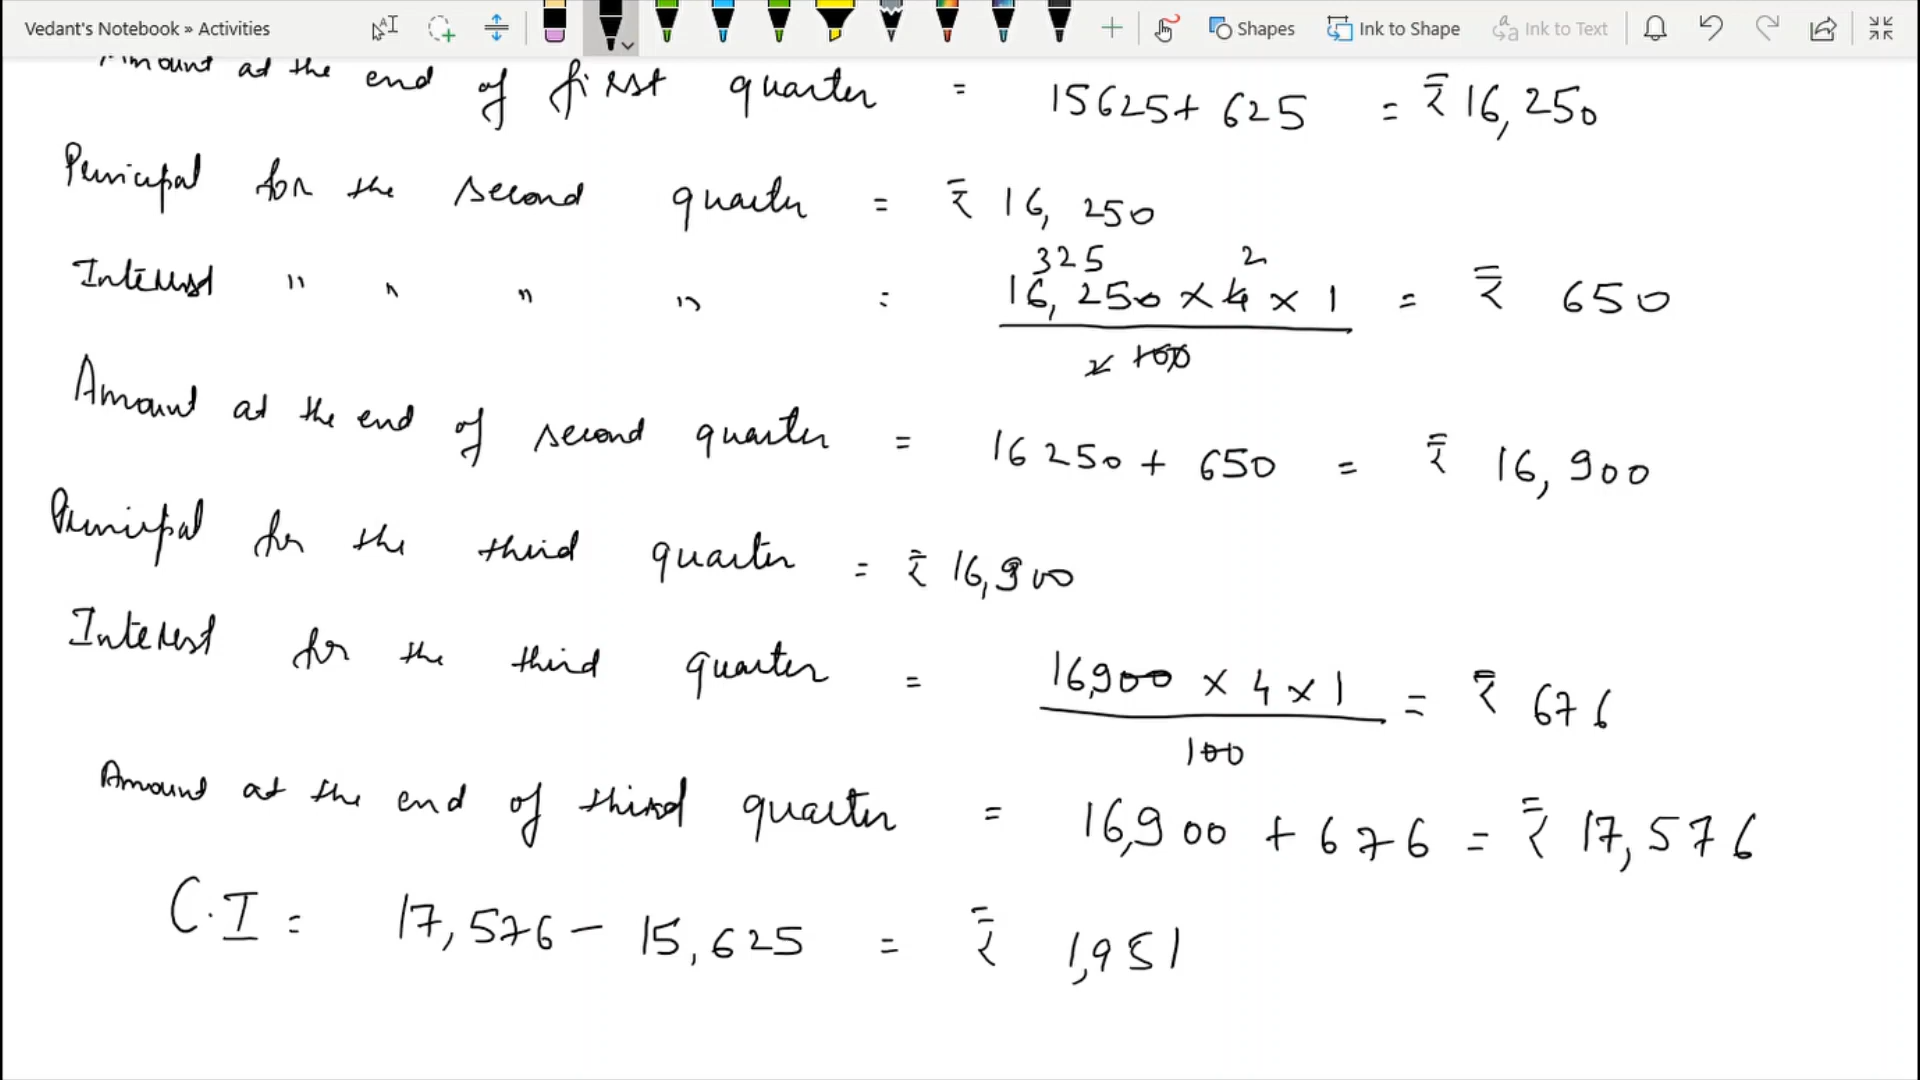 Vedant's Notebook » Activities Shapes Ink to Shape Ink to Text
Amount at the end of first quarter = 15625+ 625 = ₹ 16,250
Principal for the second quarter = ₹ 16,250
325 2
Interest " " " " = 16,250 x 4 x 1 = ₹ 650
2 100
Amount at the end of second quarter = 16250 + 650 = ₹ 16,900
Principal for the third quarter = ₹ 16,900
Interest for the third quarter = 16,900 x 4 x 1 = ₹ 676
100
Amount at the end of third quarter = 16,900 + 676 = ₹ 17,576
C.I = 17,576 - 15,625 = ₹ 1,951